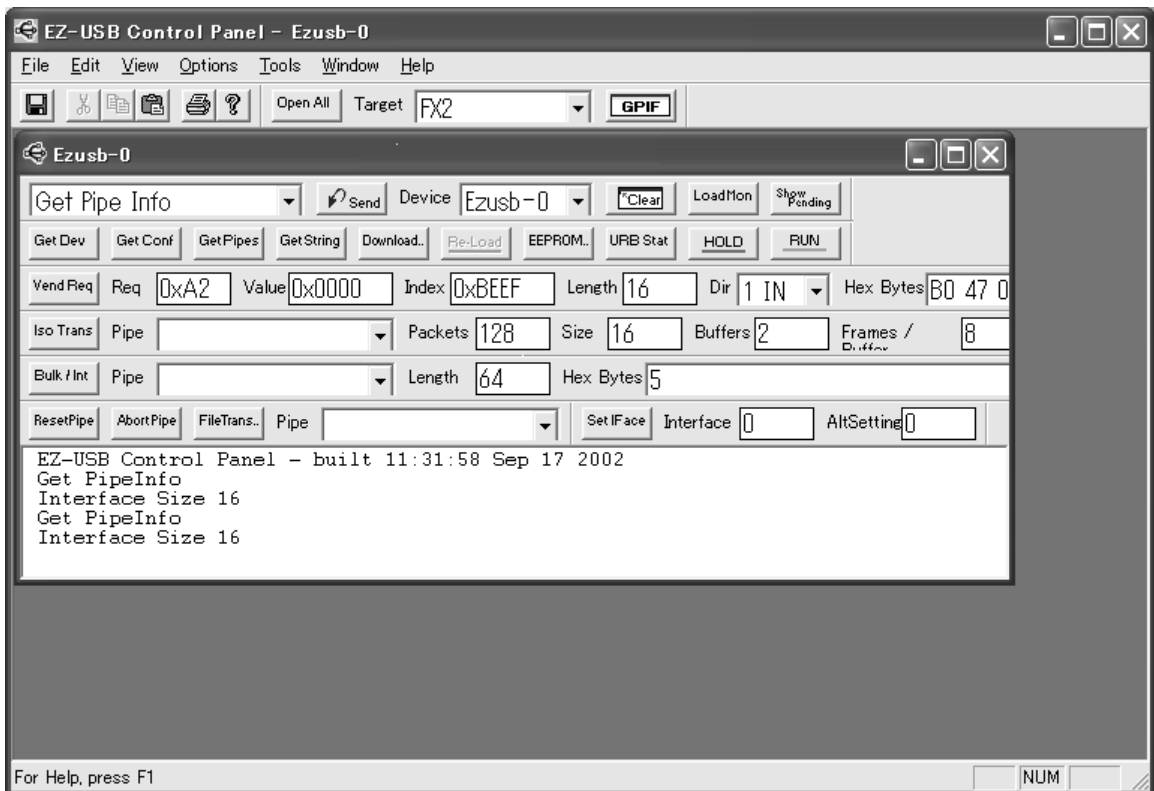 EZ-USB Control Panel - Ezusb-0
File Edit View Options Tools Window Help
Open All Target FX2 GPIF
Ezusb-0
Get Pipe Info Send Device Ezusb-0 Clear LoadMon Show Pending
Get Dev Get Conf GetPipes GetString Download.. Re-Load EEPROM.. URB Stat HOLD RUN
Vend Req Req 0xA2 Value 0x0000 Index 0xBEEF Length 16 Dir 1 IN Hex Bytes B0 47 0
Iso Trans Pipe Packets 128 Size 16 Buffers 2 Frames / Buffer 8
Bulk / Int Pipe Length 64 Hex Bytes 5
ResetPipe AbortPipe FileTrans.. Pipe Set IFace Interface 0 AltSetting 0
EZ-USB Control Panel - built 11:31:58 Sep 17 2002
Get PipeInfo
Interface Size 16
Get PipeInfo
Interface Size 16
For Help, press F1 NUM